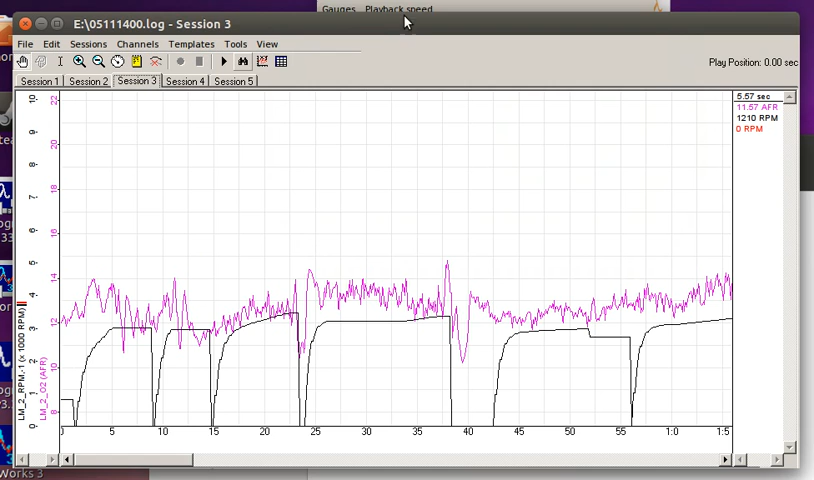 Gauges Playback speed
E:\05111400.log - Session 3
File Edit Sessions Channels Templates Tools View
Play Position: 0.00 sec
Session 1 Session 2 Session 3 Session 4 Session 5
5.57 sec
11.57 AFR
1210 RPM
0 RPM
10
9
8
7
6
5
4
3
2
1
0
LM_2_RPM.-1 (x 1000 RPM)
22
20
18
16
14
12
10
8
LM_2_O2 (AFR)
5 10 15 20 25 30 35 40 45 50 55 1:0 1:5
Works 3